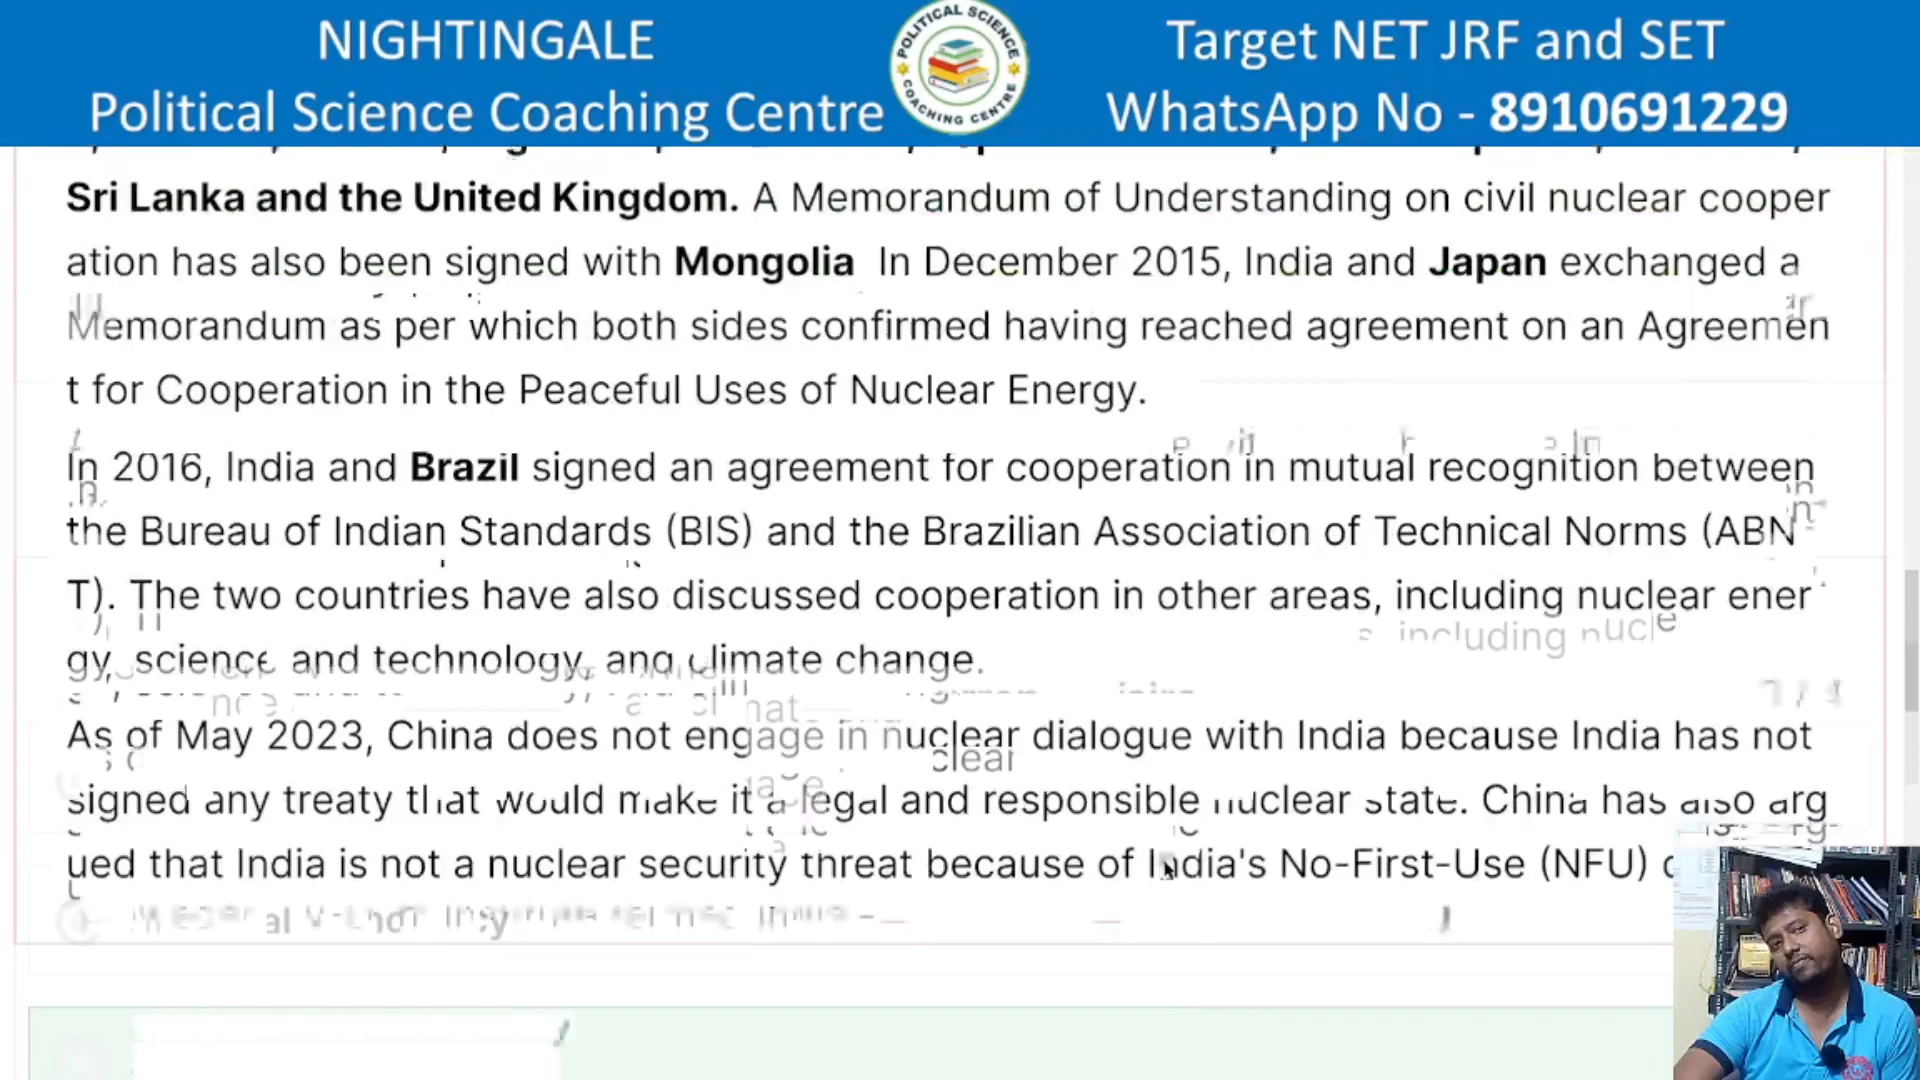 NIGHTINGALE
Political Science Coaching Centre
POLITICAL SCIENCE
COACHING CENTRE
Target NET JRF and SET
WhatsApp No - 8910691229
Sri Lanka and the United Kingdom. A Memorandum of Understanding on civil nuclear cooper
ation has also been signed with Mongolia In December 2015, India and Japan exchanged a
Memorandum as per which both sides confirmed having reached agreement on an Agreemen
t for Cooperation in the Peaceful Uses of Nuclear Energy.
In 2016, India and Brazil signed an agreement for cooperation in mutual recognition between
the Bureau of Indian Standards (BIS) and the Brazilian Association of Technical Norms (ABN
T). The two countries have also discussed cooperation in other areas, including nuclear ener
gy, science and technology, and climate change.
As of May 2023, China does not engage in nuclear dialogue with India because India has not
signed any treaty that would make it a legal and responsible nuclear state. China has also arg
ued that India is not a nuclear security threat because of India's No-First-Use (NFU)